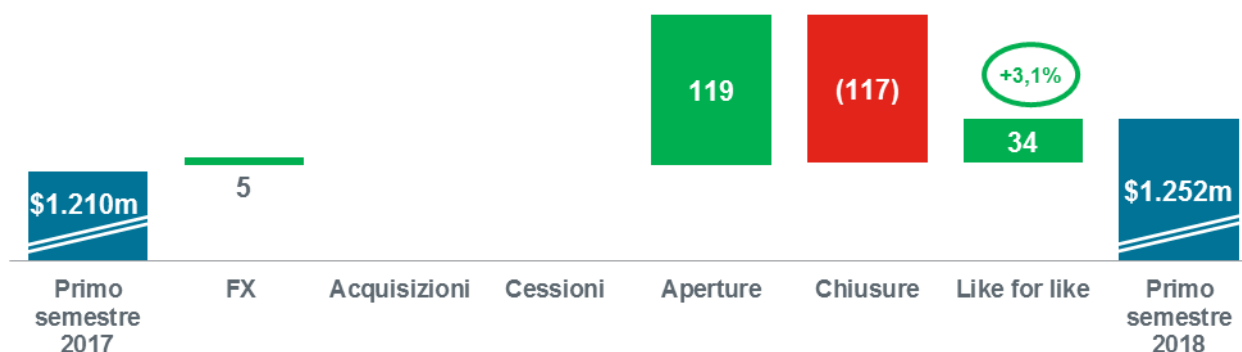 119
(117)
+3,1%
34
5
$1.210m
$1.252m
Primo
semestre
2017
FX
Acquisizioni
Cessioni
Aperture
Chiusure
Like for like
Primo
semestre
2018